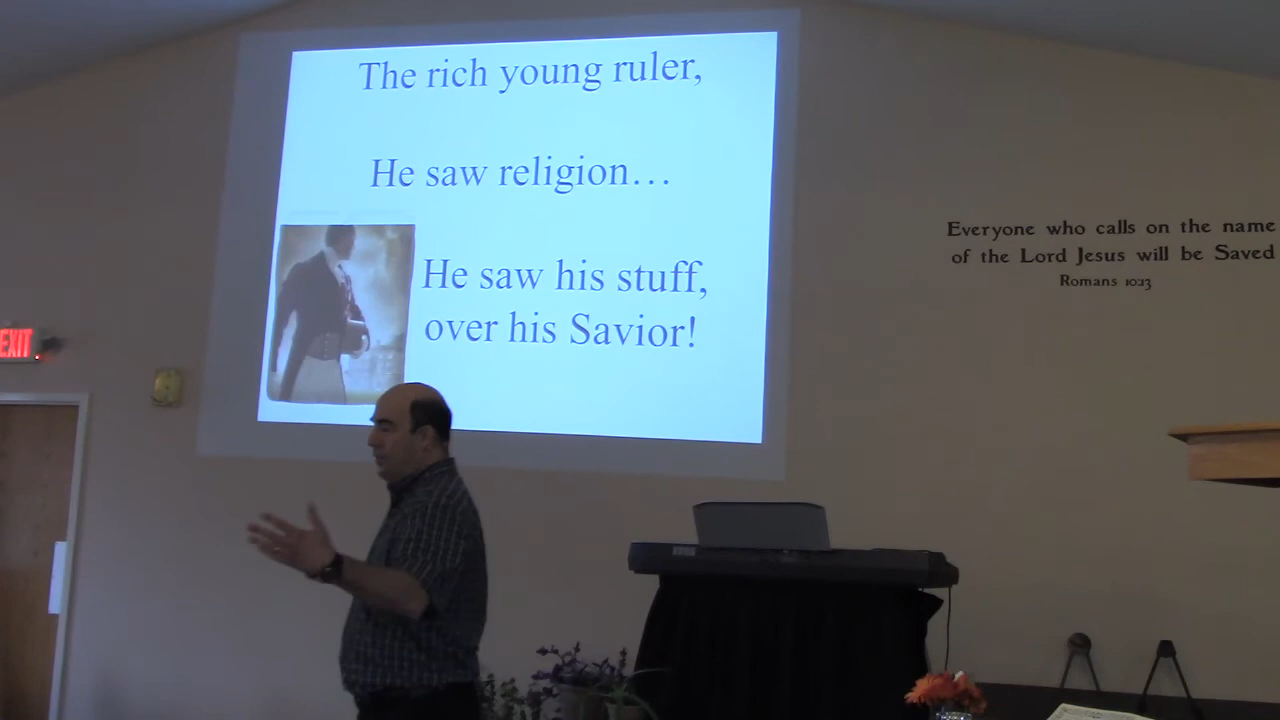 The rich young ruler,
He saw religion…
He saw his stuff,
over his Savior!
Everyone who calls on the name
of the Lord Jesus will be Saved
Romans 10:13
EXIT